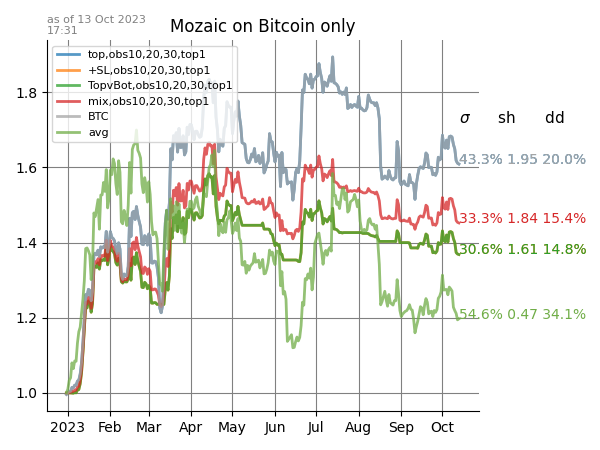 as of 13 Oct 2023
17:31
Mozaic on Bitcoin only
top,obs10,20,30,top1
+SL,obs10,20,30,top1
TopvBot,obs10,20,30,top1
mix,obs10,20,30,top1
BTC
avg
σ sh dd
43.3% 1.95 20.0%
33.3% 1.84 15.4%
30.6% 1.61 14.8%
54.6% 0.47 34.1%
1.8
1.6
1.4
1.2
1.0
2023 Feb Mar Apr May Jun Jul Aug Sep Oct